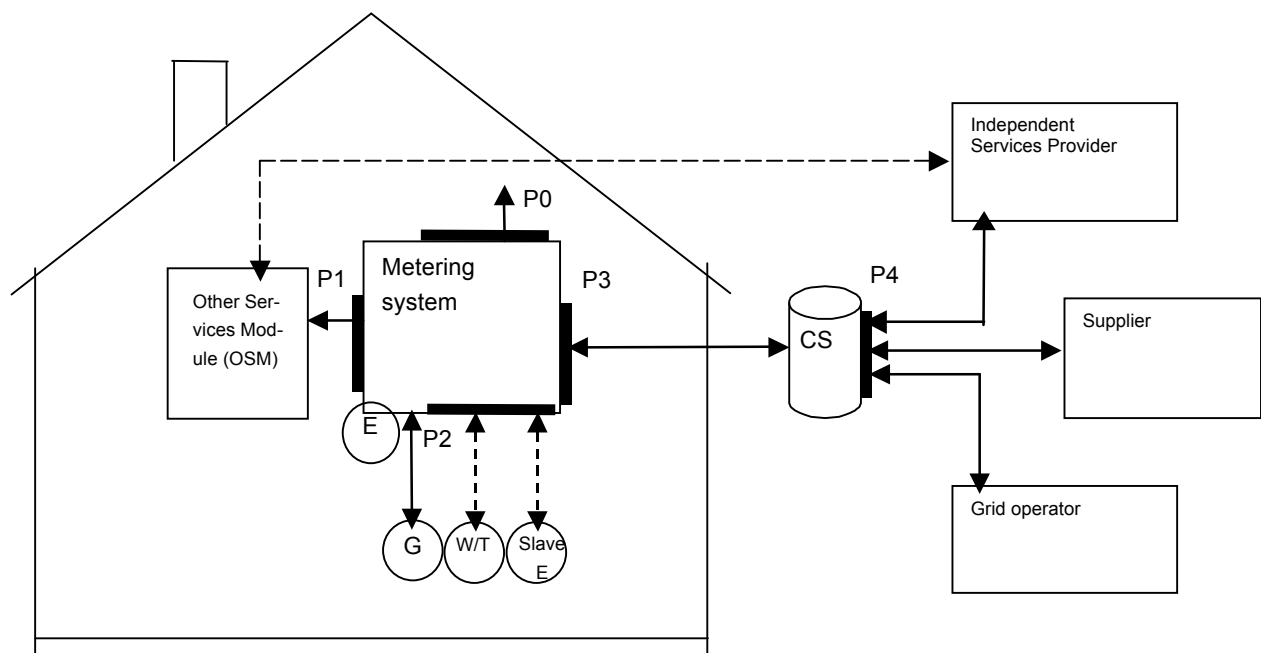 Independent
Services Provider
P0
Metering
system
P1
P3
P4
Other Ser-
vices Mod-
ule (OSM)
CS
Supplier
E
P2
G
W/T
Slave
E
Grid operator